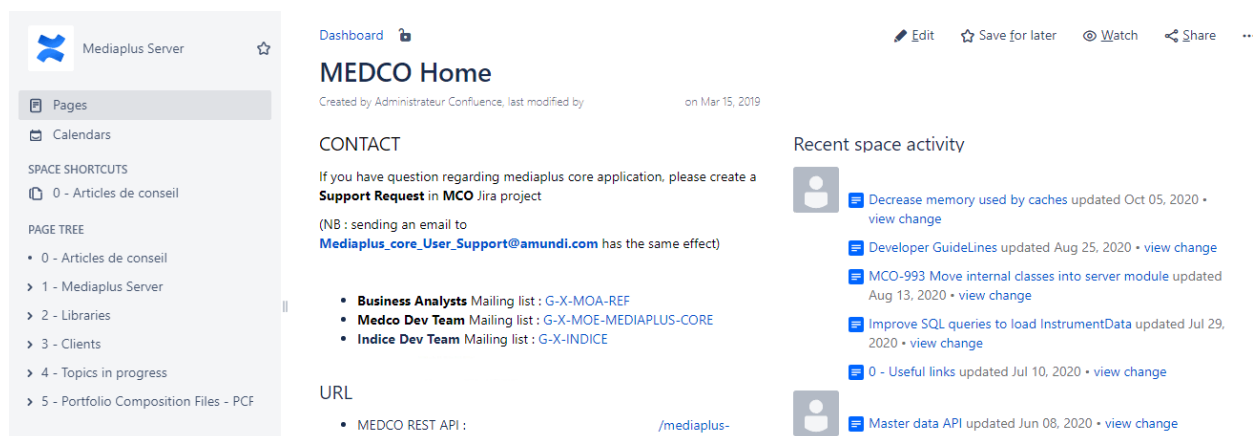 Mediaplus Server
Pages
Calendars
SPACE SHORTCUTS
0 - Articles de conseil
PAGE TREE
0 - Articles de conseil
1 - Mediaplus Server
2 - Libraries
3 - Clients
4 - Topics in progress
5 - Portfolio Composition Files - PCF
Dashboard
Edit Save for later Watch Share
MEDCO Home
Created by Administrateur Confluence, last modified by on Mar 15, 2019
CONTACT
If you have question regarding mediaplus core application, please create a
Support Request in MCO Jira project
(NB : sending an email to
Mediaplus_core_User_Support@amundi.com has the same effect)
• Business Analysts Mailing list : G-X-MOA-REF
• Medco Dev Team Mailing list : G-X-MOE-MEDIAPLUS-CORE
• Indice Dev Team Mailing list : G-X-INDICE
URL
• MEDCO REST API : /mediaplus-
Recent space activity
Decrease memory used by caches updated Oct 05, 2020 •
view change
Developer GuideLines updated Aug 25, 2020 • view change
MCO-993 Move internal classes into server module updated
Aug 13, 2020 • view change
Improve SQL queries to load InstrumentData updated Jul 29,
2020 • view change
0 - Useful links updated Jul 10, 2020 • view change
Master data API updated Jun 08, 2020 • view change